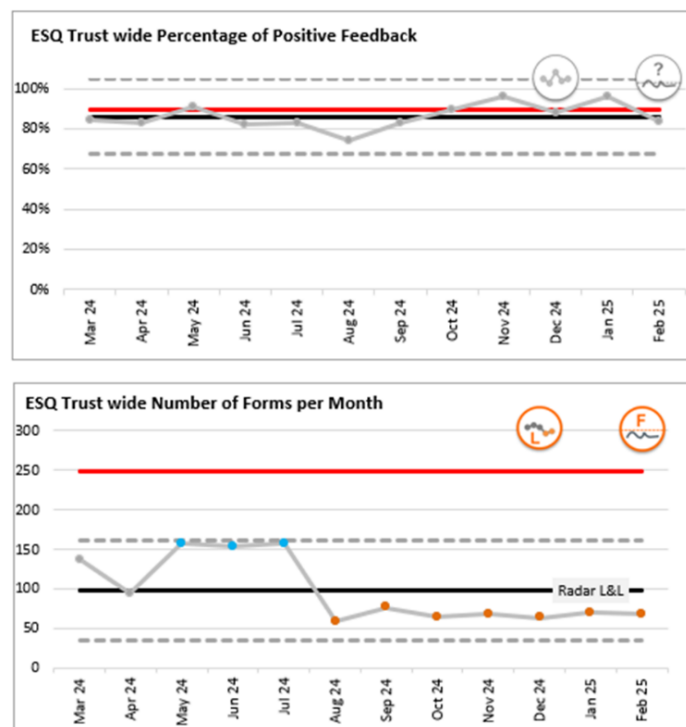 ESQ Trust wide Percentage of Positive Feedback
?
100%
80%
60%
40%
20%
0%
Mar 24
Apr 24
May 24
Jun 24
Jul 24
Aug 24
Sep 24
Oct 24
Nov 24
Dec 24
Jan 25
Feb 25
ESQ Trust wide Number of Forms per Month
L
F
300
250
200
150
100
50
0
Radar L&L
Mar 24
Apr 24
May 24
Jun 24
Jul 24
Aug 24
Sep 24
Oct 24
Nov 24
Dec 24
Jan 25
Feb 25